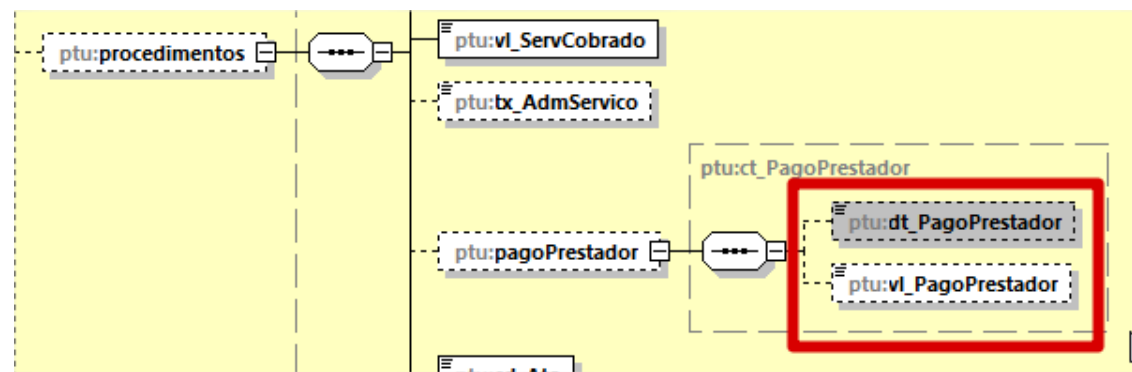 ptu:procedimentos
ptu:vl_ServCobrado
ptu:tx_AdmServico
ptu:ct_PagoPrestador
ptu:dt_PagoPrestador
ptu:pagoPrestador
ptu:vl_PagoPrestador